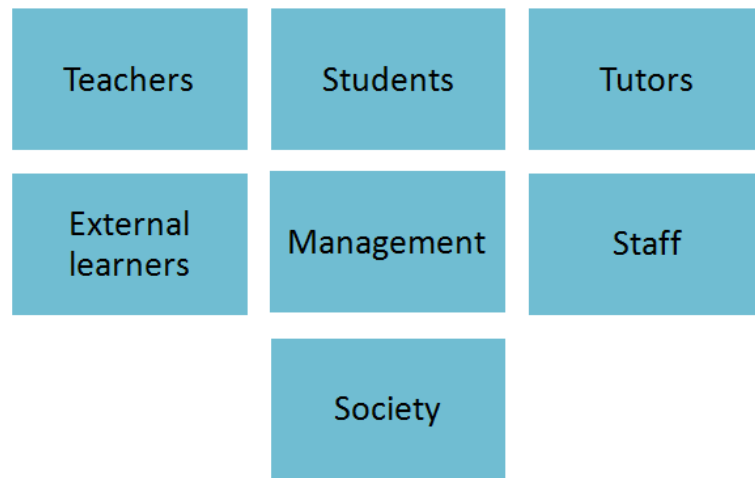 Teachers
Students
Tutors
External
learners
Management
Staff
Society